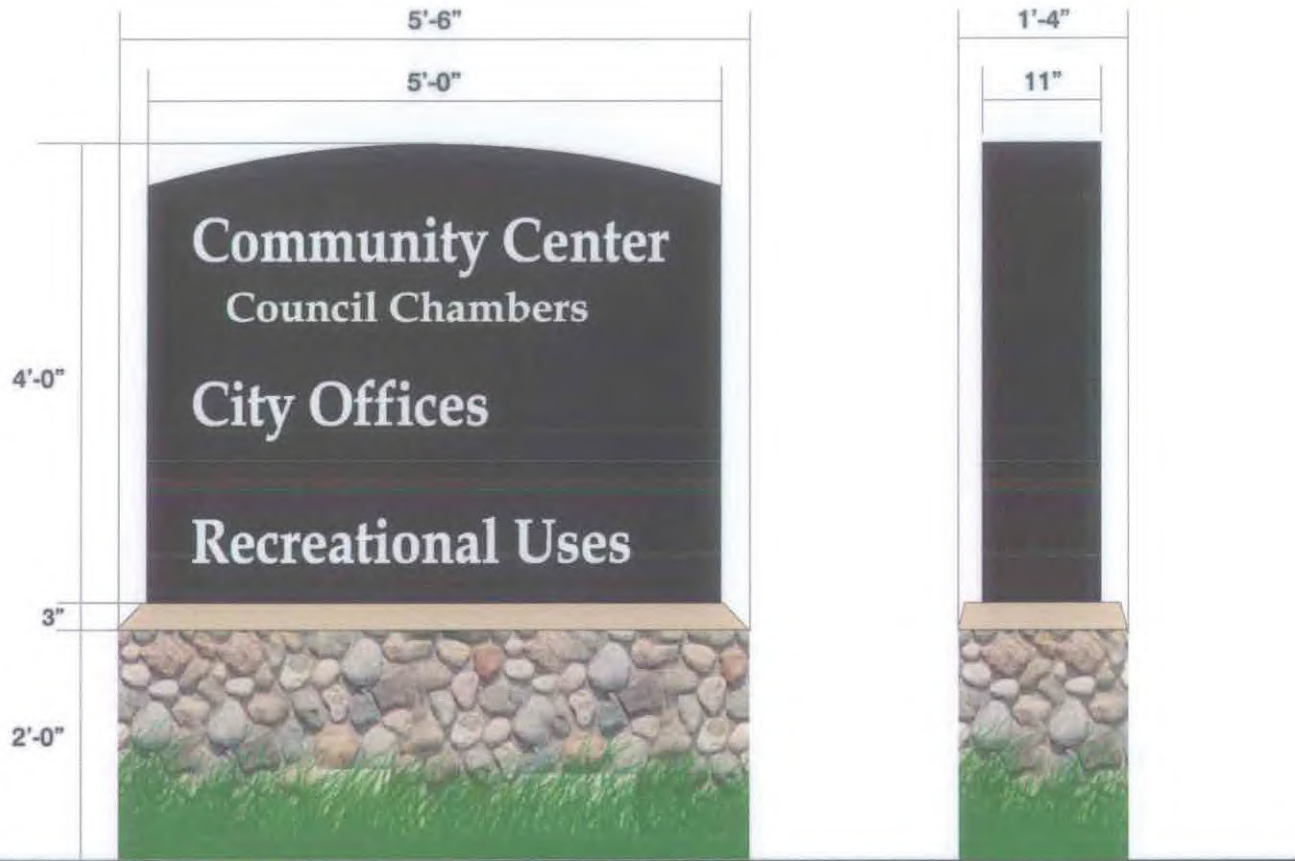 5'-6"
1'-4"
5'-0"
11"
Community Center
Council Chambers
4'-0"
City Offices
Recreational Uses
3"
2'-0"